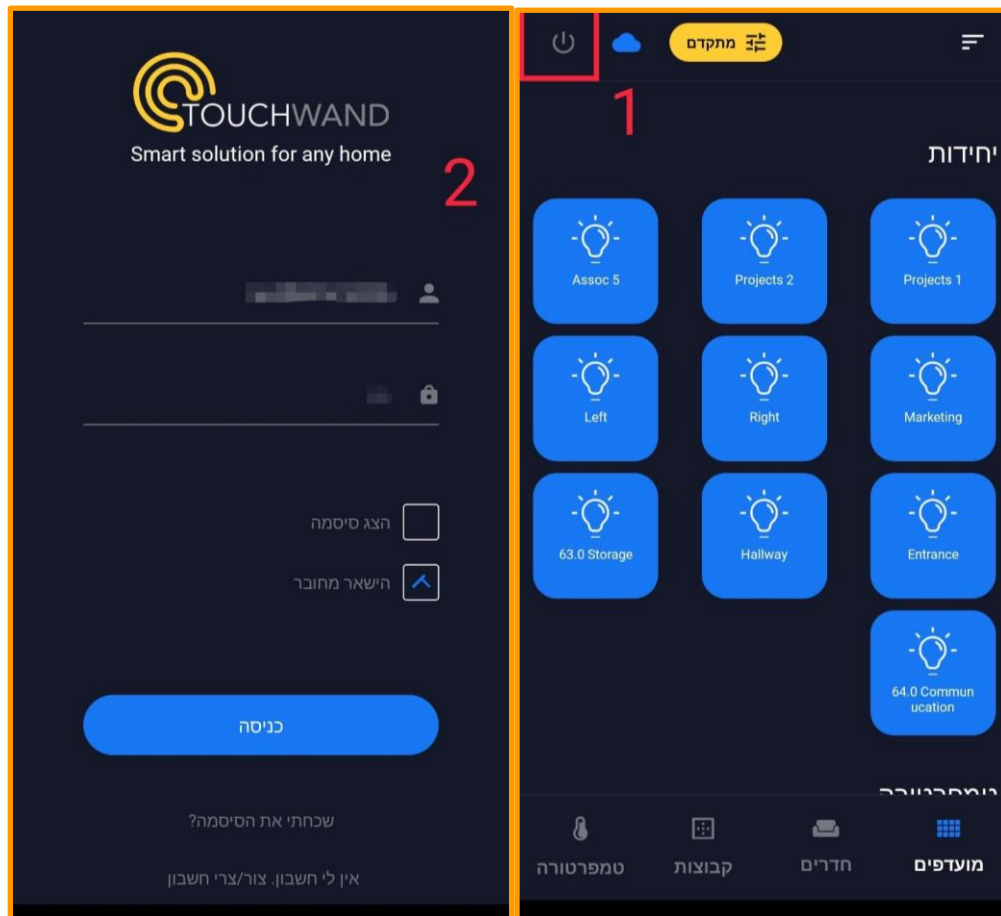 TOUCHWAND
Smart solution for any home
2
הצג סיסמה
הישאר מחובר
כניסה
שכחתי את הסיסמה?
אין לי חשבון. צור/צרי חשבון
מתקדם
1
יחידות
Projects 1
Projects 2
Assoc 5
Marketing
Right
Left
Entrance
Hallway
63.0 Storage
64.0 Commun
ucation
טמפרטורה
מועדפים
חדרים
קבוצות
טמפרטורה